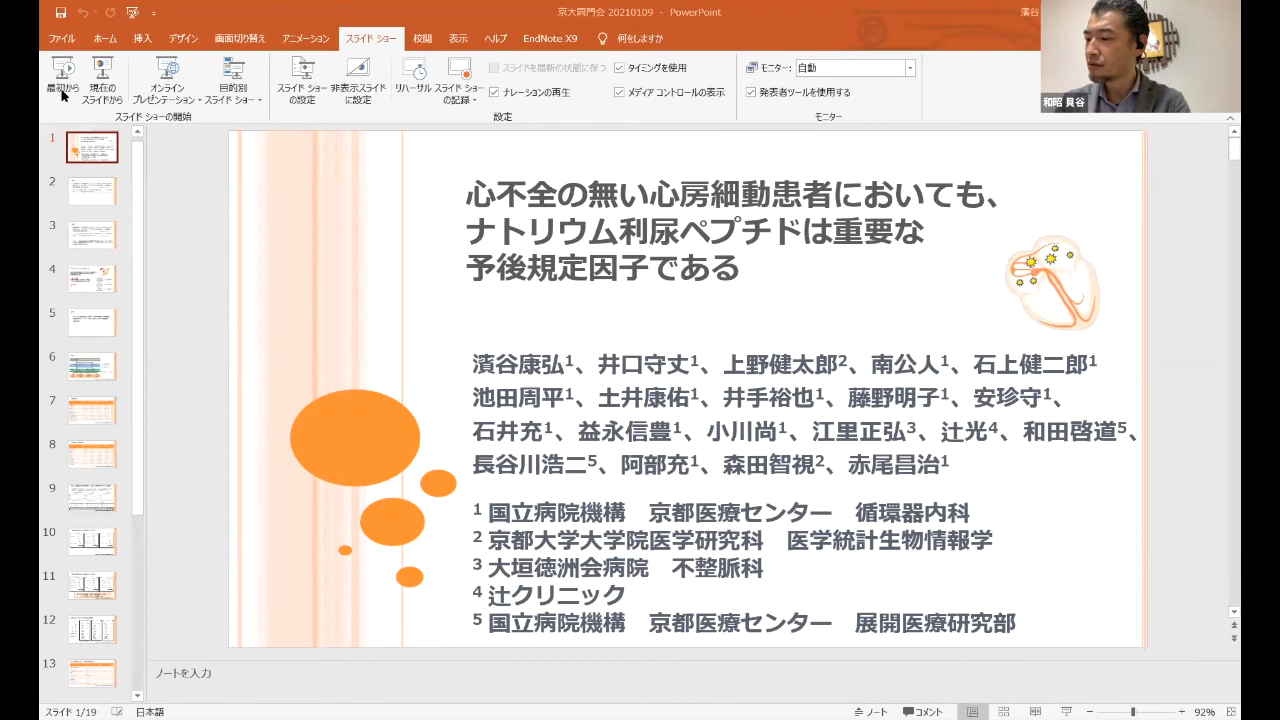 京大同門会 20210109 - PowerPoint
濱谷
ファイル ホーム 挿入 デザイン 画面切り替え アニメーション スライド ショー 校閲 表示 ヘルプ EndNote X9 何をしますか
最初から
現在の
スライドから
オンライン
プレゼンテーション
目的別
スライド ショー
スライド ショー
の設定
非表示スライド
に設定
リハーサル
スライド ショー
の記録
スライドを最新の状態に保つ
タイミングを使用
ナレーションの再生
メディア コントロールの表示
モニター: 自動
発表者ツールを使用する
スライド ショーの開始
設定
モニター
和昭 貝谷
1
2
3
4
5
6
7
8
9
10
11
12
13
心不全の無い心房細動患者においても、
ナトリウム利尿ペプチドは重要な
予後規定因子である
濱谷康弘1、井口守丈1、上野健太郎2、南公人1、石上健二郎1
池田周平1、土井康佑1、井手裕也1、藤野明子1、安珍守1、
石井充1、益永信豊1、小川尚1、江里正弘3、辻光4、和田啓道5、
長谷川浩二5、阿部充1、森田智視2、赤尾昌治1
1 国立病院機構 京都医療センター 循環器内科
2 京都大学大学院医学研究科 医学統計生物情報学
3 大垣徳洲会病院 不整脈科
4 辻クリニック
5 国立病院機構 京都医療センター 展開医療研究部
ノートを入力
スライド 1/19 日本語 ノート コメント 92%